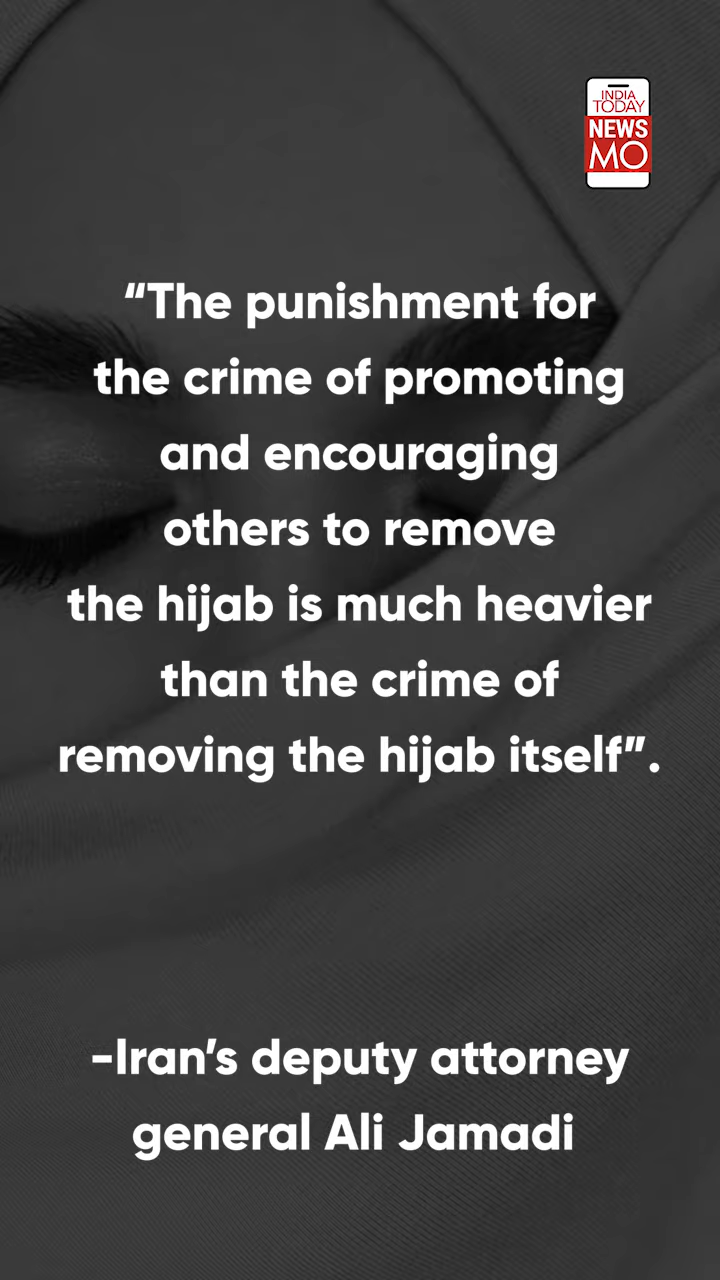 INDIA
TODAY
NEWS
MO
“The punishment for
the crime of promoting
and encouraging
others to remove
the hijab is much heavier
than the crime of
removing the hijab itself”.
-Iran’s deputy attorney
general Ali Jamadi